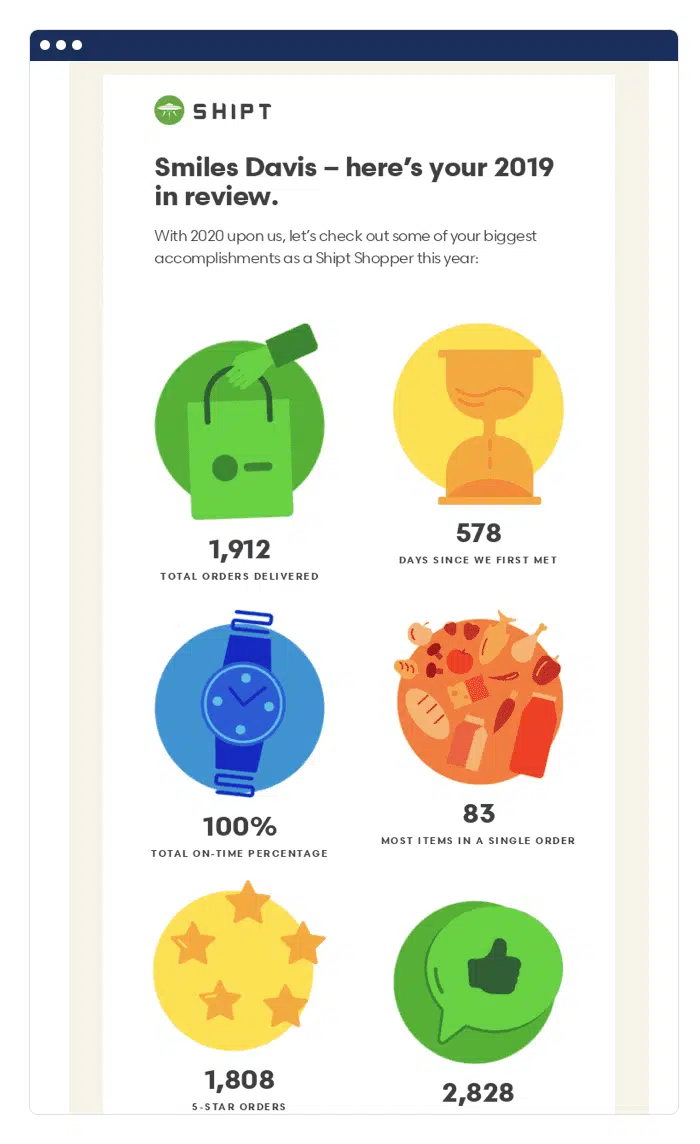 SHIPT
Smiles Davis – here’s your 2019
in review.
With 2020 upon us, let’s check out some of your biggest
accomplishments as a Shipt Shopper this year:
1,912
TOTAL ORDERS DELIVERED
578
DAYS SINCE WE FIRST MET
100%
TOTAL ON-TIME PERCENTAGE
83
MOST ITEMS IN A SINGLE ORDER
1,808
5-STAR ORDERS
2,828